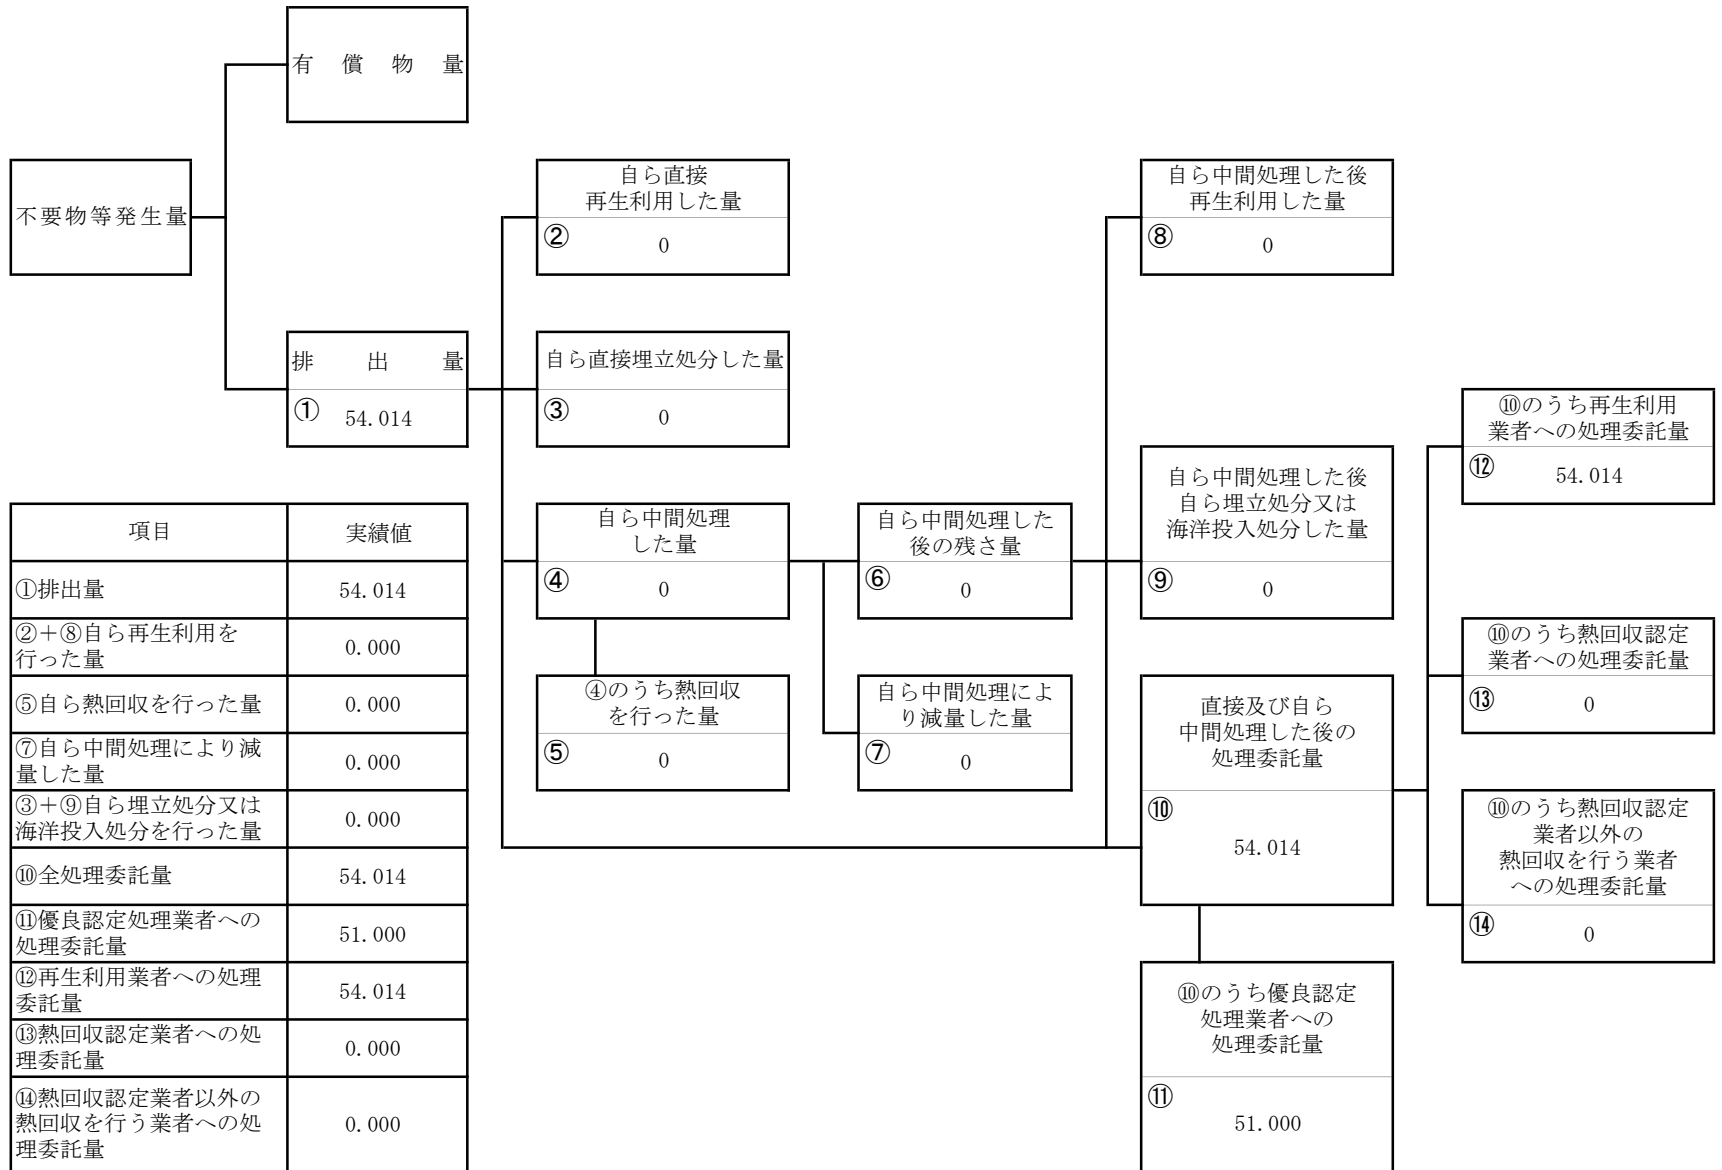 有償物量
不要物等発生量
排出量
① 54.014
自ら直接
再生利用した量
② 0
自ら直接埋立処分した量
③ 0
自ら中間処理
した量
④ 0
④のうち熱回収
を行った量
⑤ 0
自ら中間処理した
後の残さ量
⑥ 0
自ら中間処理によ
り減量した量
⑦ 0
自ら中間処理した後
再生利用した量
⑧ 0
自ら中間処理した後
自ら埋立処分又は
海洋投入処分した量
⑨ 0
直接及び自ら
中間処理した後の
処理委託量
⑩
54.014
⑩のうち優良認定
処理業者への
処理委託量
⑪
51.000
⑩のうち再生利用
業者への処理委託量
⑫ 54.014
⑩のうち熱回収認定
業者への処理委託量
⑬ 0
⑩のうち熱回収認定
業者以外の
熱回収を行う業者
への処理委託量
⑭ 0
項目 実績値
①排出量 54.014
②＋⑧自ら再生利用を
行った量 0.000
⑤自ら熱回収を行った量 0.000
⑦自ら中間処理により減
量した量 0.000
③＋⑨自ら埋立処分又は
海洋投入処分を行った量 0.000
⑩全処理委託量 54.014
⑪優良認定処理業者への
処理委託量 51.000
⑫再生利用業者への処理
委託量 54.014
⑬熱回収認定業者への処
理委託量 0.000
⑭熱回収認定業者以外の
熱回収を行う業者への処
理委託量 0.000